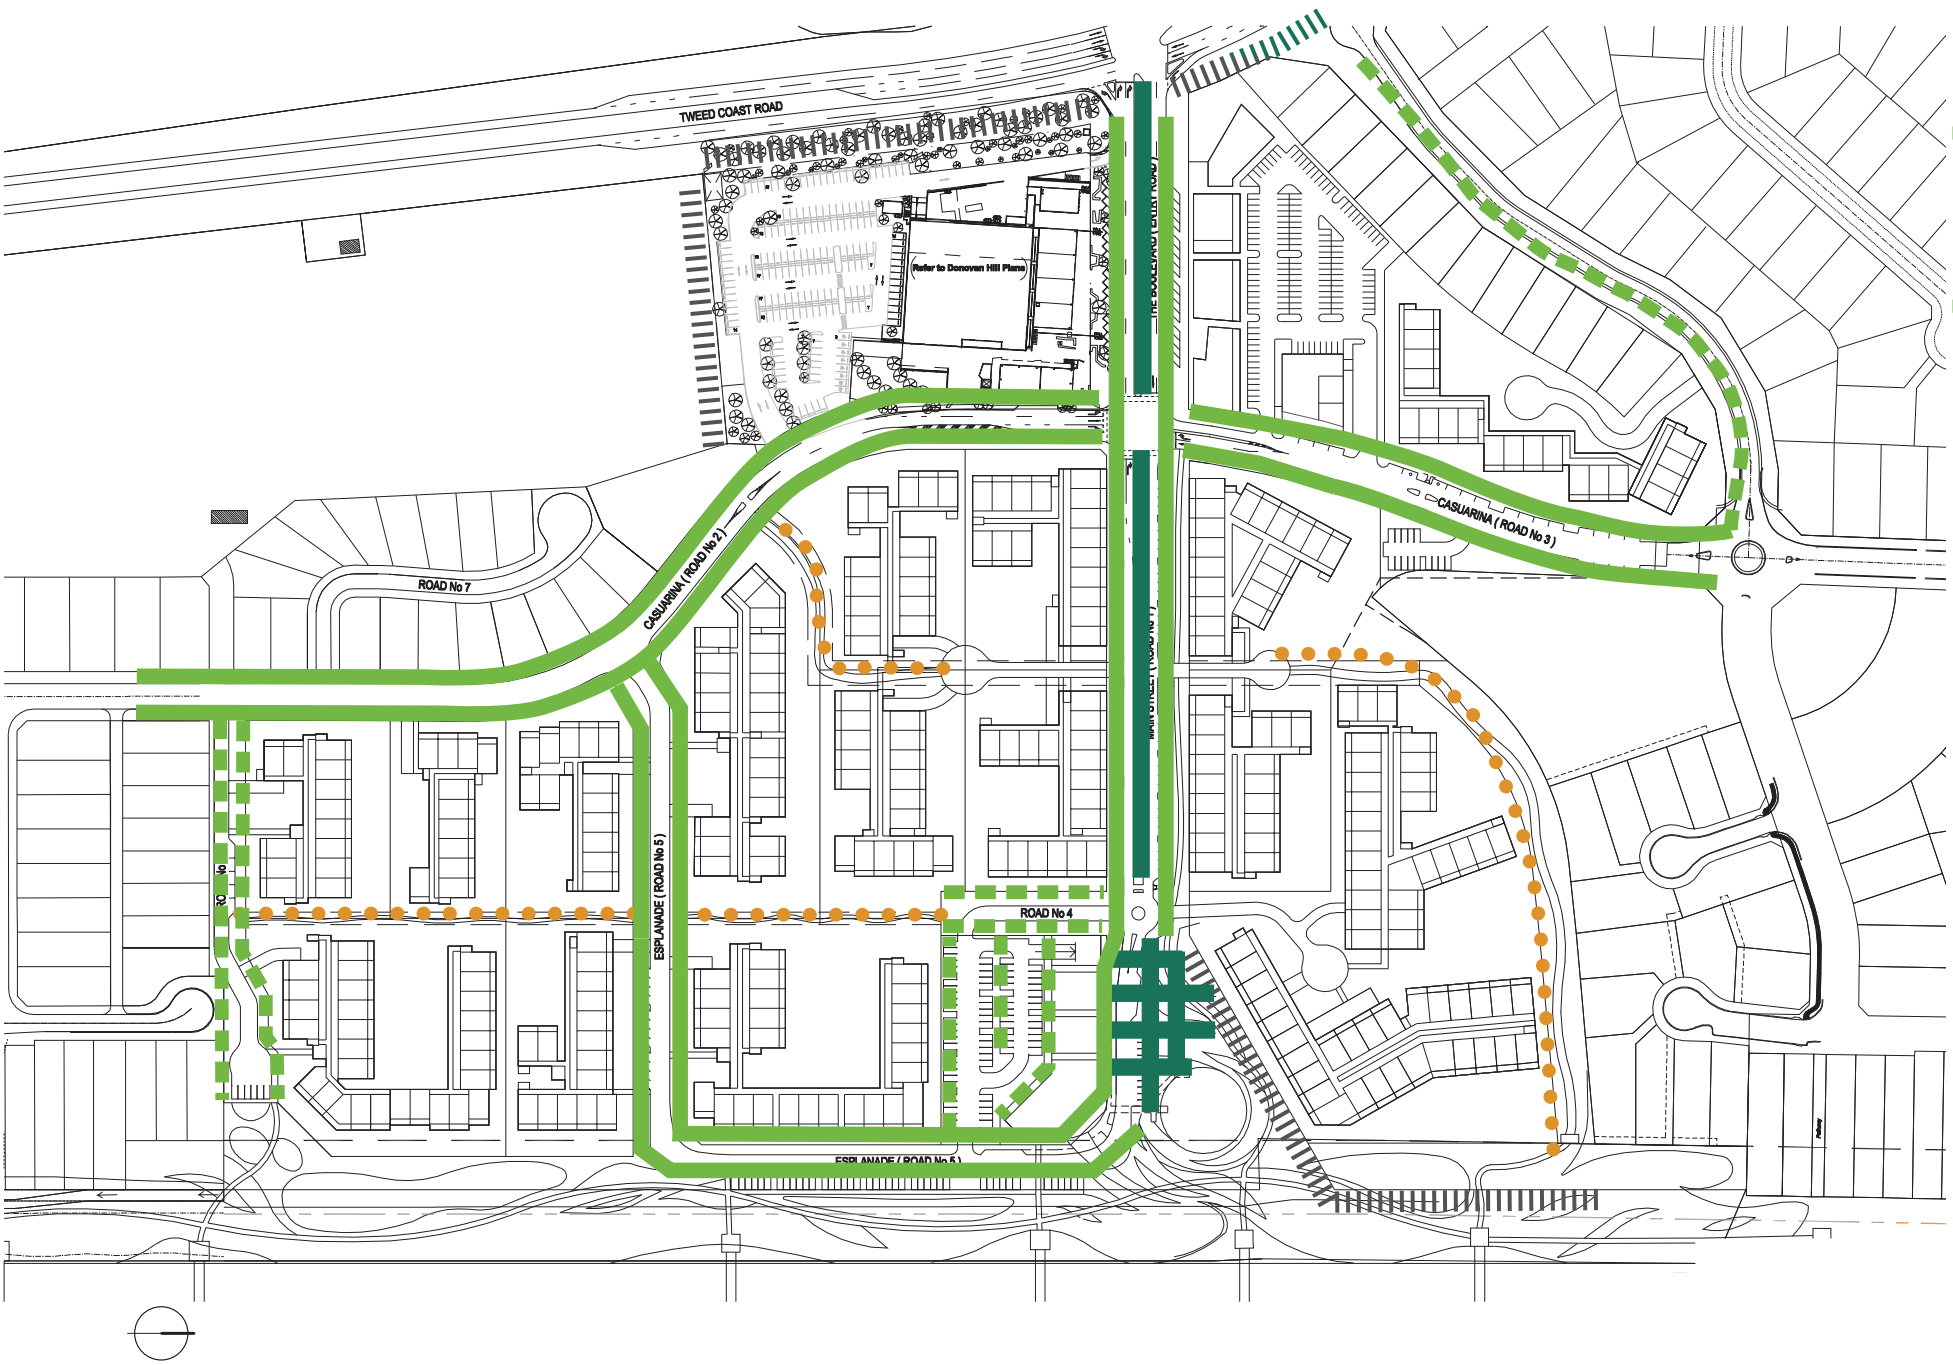 TWEED COAST ROAD
(Refer to Donovan Hill Plans)
THE BOULEVARD ( ENTRY ROAD )
CASUARINA ( ROAD No 3 )
CASUARINA ( ROAD No 2 )
ROAD No 7
MAIN STREET ( ROAD No 1 )
ESPLANADE ( ROAD No 5 )
ROAD No 4
ESPLANADE ( ROAD No 5 )